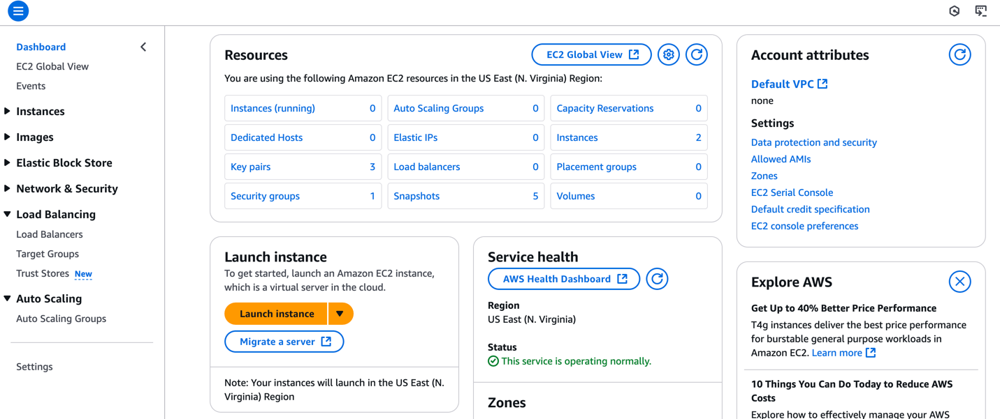 Dashboard
EC2 Global View
Events
Instances
Images
Elastic Block Store
Network & Security
Load Balancing
Load Balancers
Target Groups
Trust Stores New
Auto Scaling
Auto Scaling Groups
Settings
Resources
EC2 Global View
You are using the following Amazon EC2 resources in the US East (N. Virginia) Region:
Instances (running) 0
Auto Scaling Groups 0
Capacity Reservations 0
Dedicated Hosts 0
Elastic IPs 0
Instances 2
Key pairs 3
Load balancers 0
Placement groups 0
Security groups 1
Snapshots 5
Volumes 0
Launch instance
To get started, launch an Amazon EC2 instance,
which is a virtual server in the cloud.
Launch instance
Migrate a server
Note: Your instances will launch in the US East (N.
Virginia) Region
Service health
AWS Health Dashboard
Region
US East (N. Virginia)
Status
This service is operating normally.
Zones
Account attributes
Default VPC
none
Settings
Data protection and security
Allowed AMIs
Zones
EC2 Serial Console
Default credit specification
EC2 console preferences
Explore AWS
Get Up to 40% Better Price Performance
T4g instances deliver the best price performance
for burstable general purpose workloads in
Amazon EC2. Learn more
10 Things You Can Do Today to Reduce AWS
Costs
Explore how to effectively manage your AWS